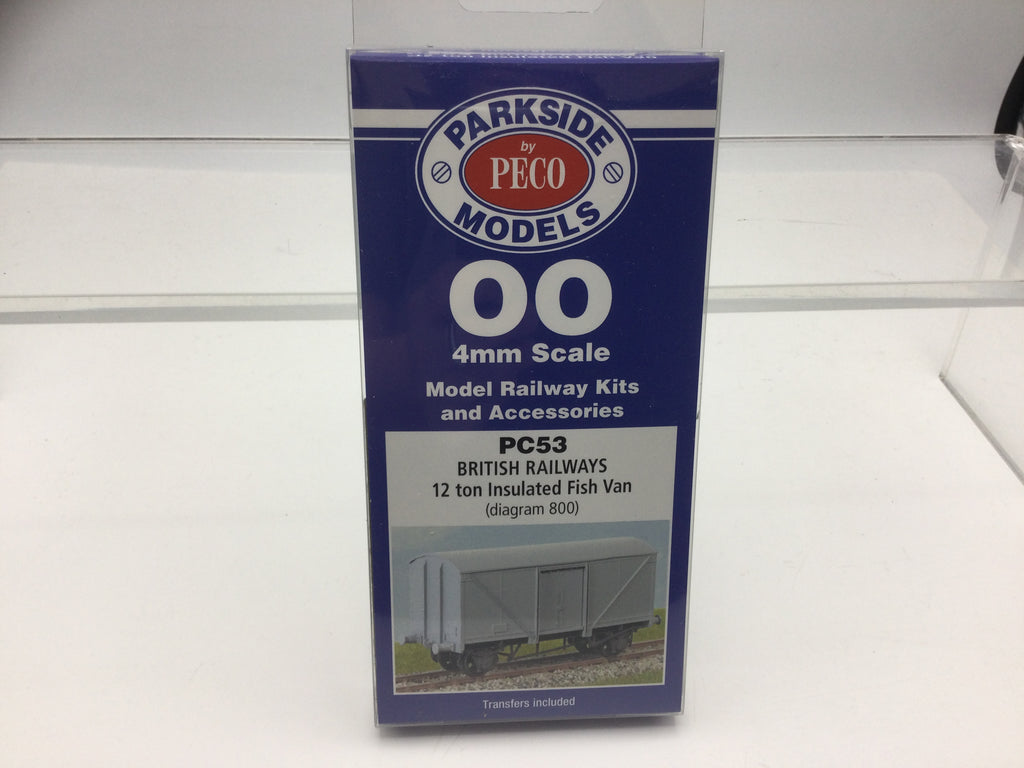 PARKSIDE
by
PECO
MODELS
OO
4mm Scale
Model Railway Kits
and Accessories
PC53
BRITISH RAILWAYS
12 ton Insulated Fish Van
(diagram 800)
Transfers included